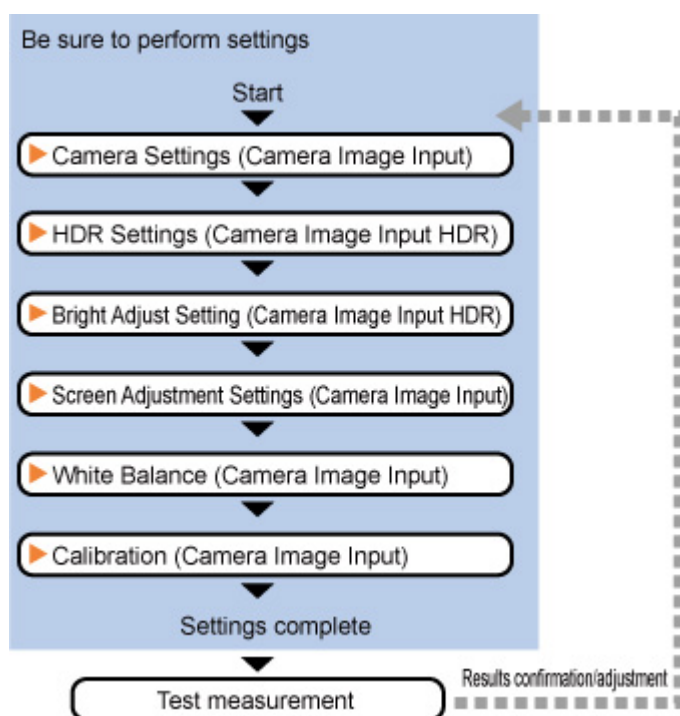 Be sure to perform settings
Start
Camera Settings (Camera Image Input)
HDR Settings (Camera Image Input HDR)
Bright Adjust Setting (Camera Image Input HDR)
Screen Adjustment Settings (Camera Image Input)
White Balance (Camera Image Input)
Calibration (Camera Image Input)
Settings complete
Test measurement
Results confirmation/adjustment